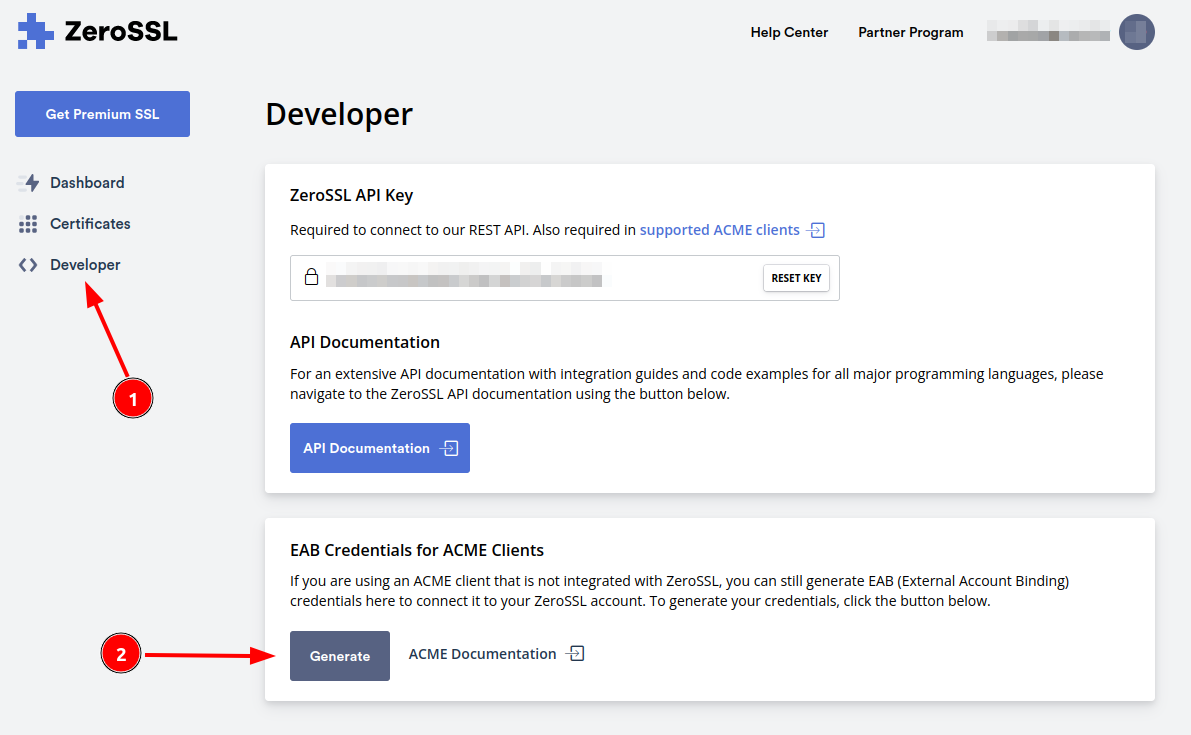 ZeroSSL
Help Center
Partner Program
Get Premium SSL
Dashboard
Certificates
Developer
1
Developer
ZeroSSL API Key
Required to connect to our REST API. Also required in supported ACME clients
RESET KEY
API Documentation
For an extensive API documentation with integration guides and code examples for all major programming languages, please
navigate to the ZeroSSL API documentation using the button below.
API Documentation
EAB Credentials for ACME Clients
If you are using an ACME client that is not integrated with ZeroSSL, you can still generate EAB (External Account Binding)
credentials here to connect it to your ZeroSSL account. To generate your credentials, click the button below.
2
Generate
ACME Documentation